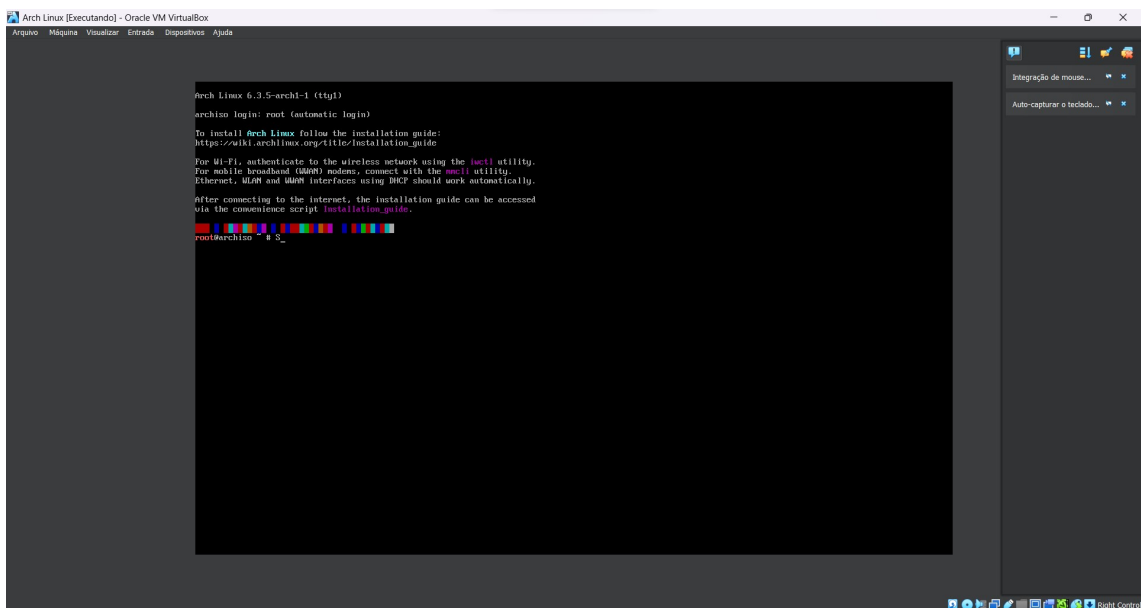 Arch Linux [Executando] - Oracle VM VirtualBox
Arquivo Máquina Visualizar Entrada Dispositivos Ajuda
Integração de mouse...
Auto-capturar o teclado...
Arch Linux 6.3.5-arch1-1 (tty1)
archiso login: root (automatic login)
To install Arch Linux follow the installation guide:
https://wiki.archlinux.org/title/Installation_guide
For Wi-Fi, authenticate to the wireless network using the iwctl utility.
For mobile broadband (WWAN) modems, connect with the mmcli utility.
Ethernet, WLAN and WWAN interfaces using DHCP should work automatically.
After connecting to the internet, the installation guide can be accessed
via the convenience script Installation_guide.
root@archiso ~ # S_
Right Control